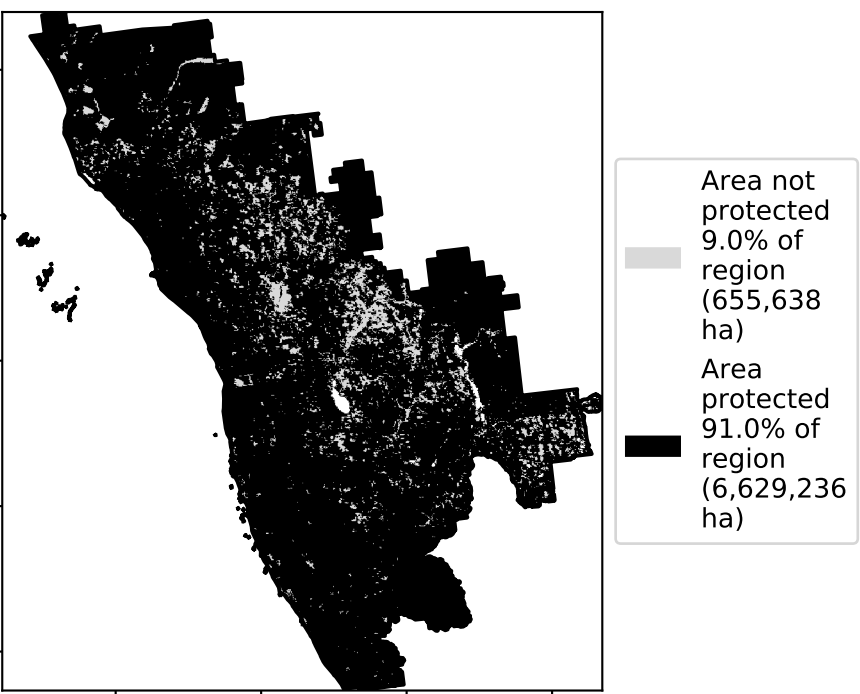 Area not
protected
9.0% of
region
(655,638
ha)
Area
protected
91.0% of
region
(6,629,236
ha)